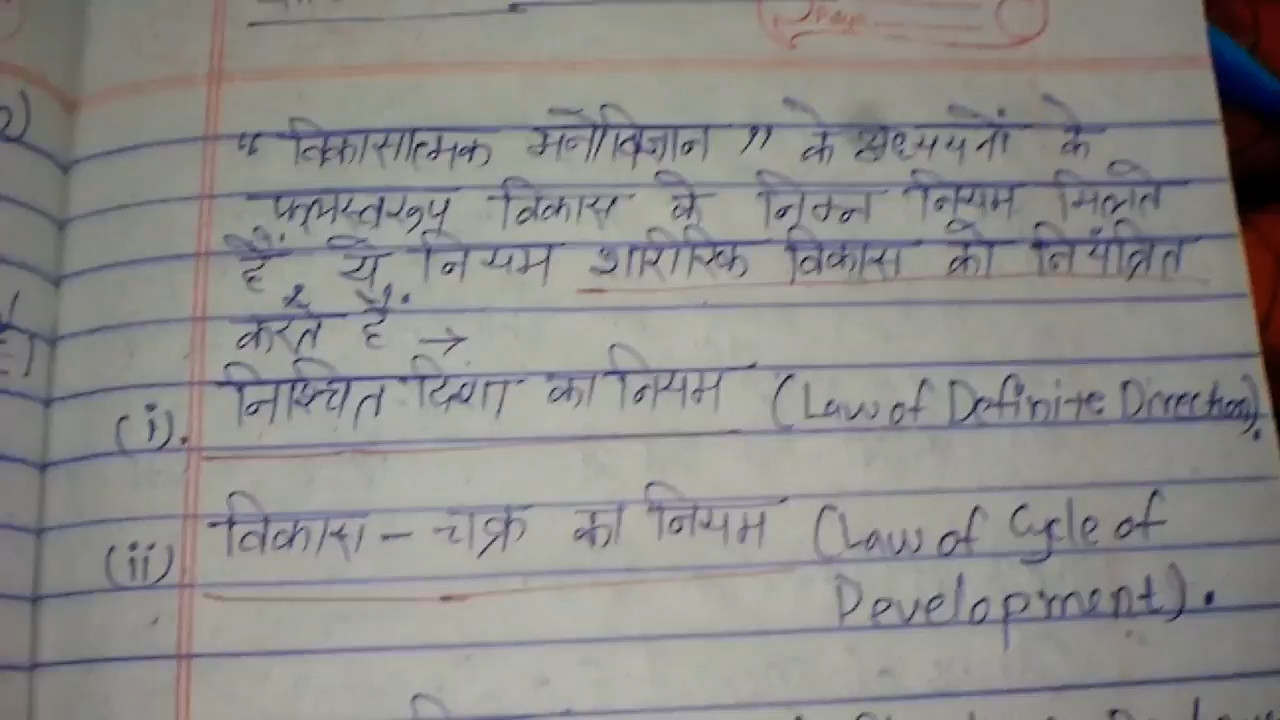 "विकासात्मक मनोविज्ञान" के अध्ययनों के
फलस्वरूप विकास के निम्न नियम मिलते
हैं, ये नियम शारीरिक विकास को नियंत्रित
करते हैं. →
(i). निश्चित दिशा का नियम (Law of Definite Direction).
(ii) विकास - चक्र का नियम (Law of Cycle of
Development).